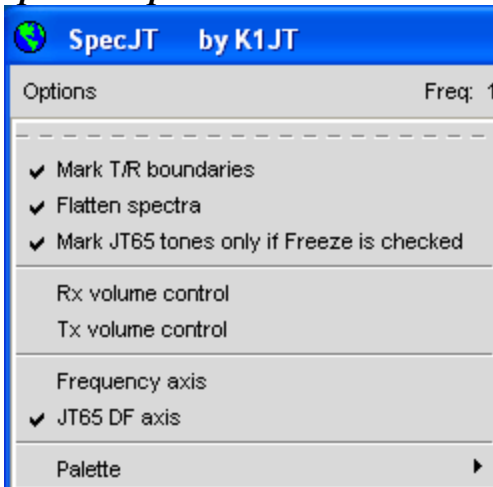 SpecJT by K1JT
Options Freq: 1
Mark T/R boundaries
Flatten spectra
Mark JT65 tones only if Freeze is checked
Rx volume control
Tx volume control
Frequency axis
JT65 DF axis
Palette